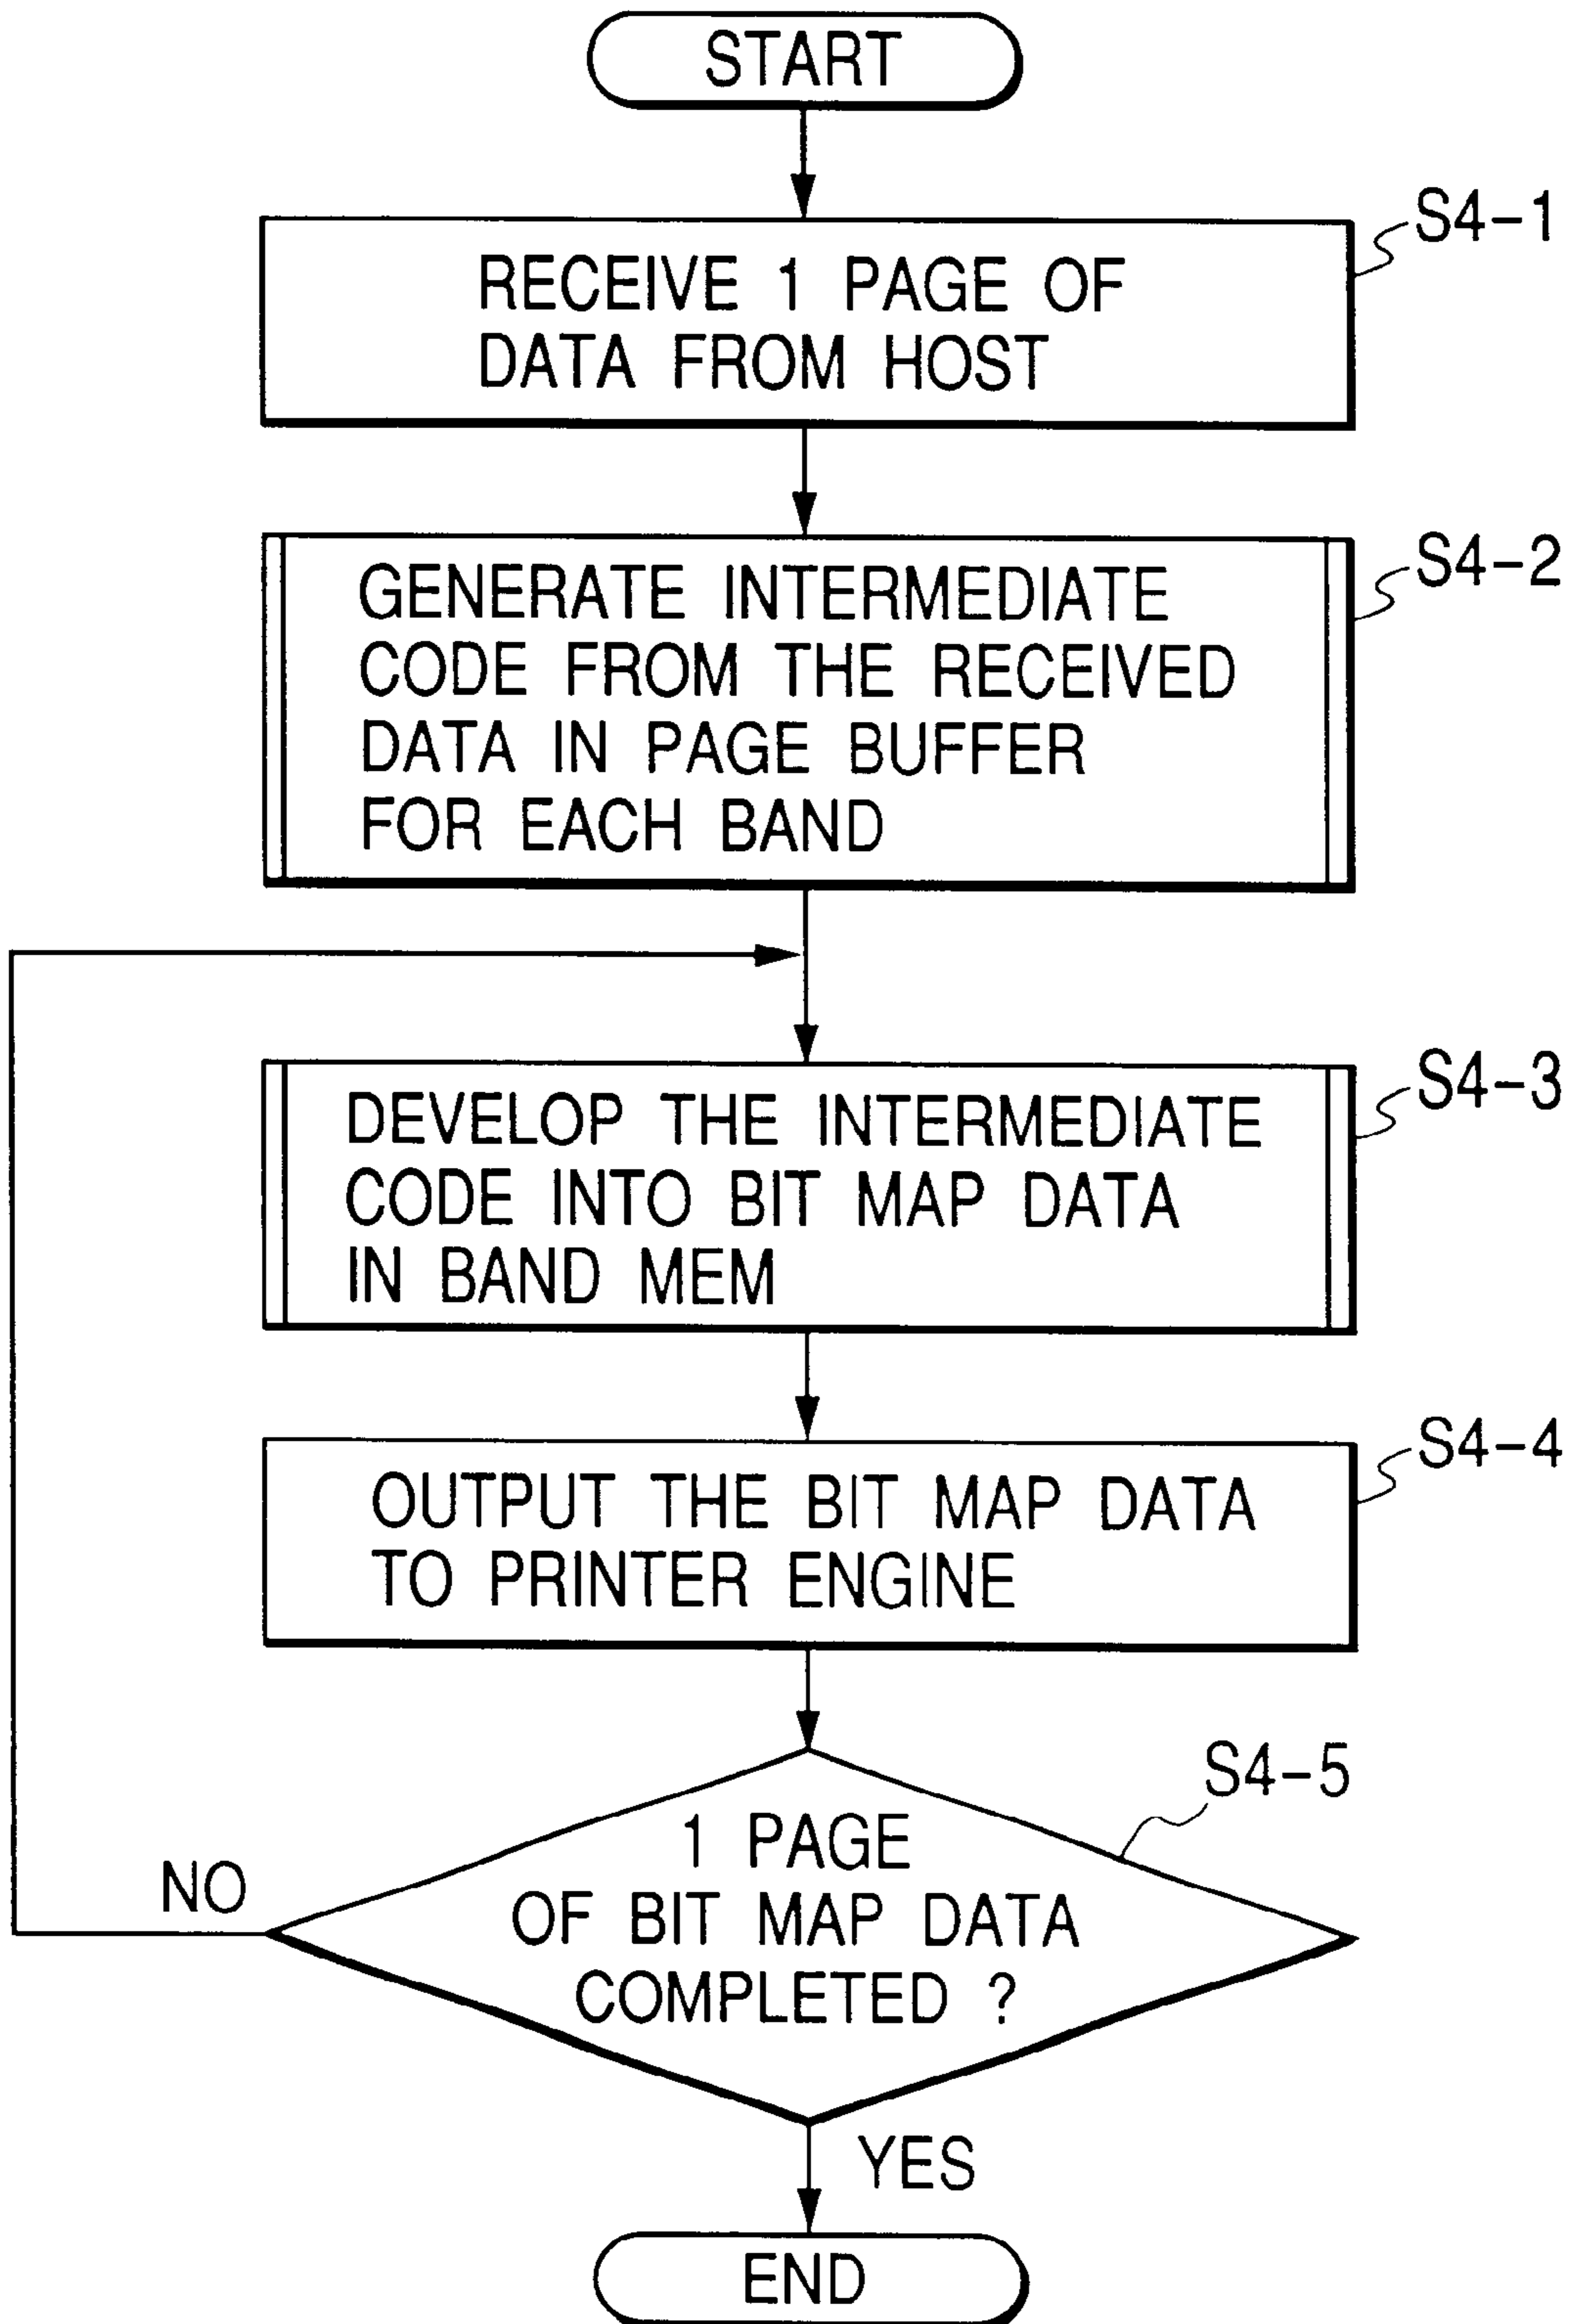 START
S4-1
RECEIVE 1 PAGE OF
DATA FROM HOST
S4-2
GENERATE INTERMEDIATE
CODE FROM THE RECEIVED
DATA IN PAGE BUFFER
FOR EACH BAND
S4-3
DEVELOP THE INTERMEDIATE
CODE INTO BIT MAP DATA
IN BAND MEM
S4-4
OUTPUT THE BIT MAP DATA
TO PRINTER ENGINE
S4-5
1 PAGE
OF BIT MAP DATA
COMPLETED ?
NO
YES
END